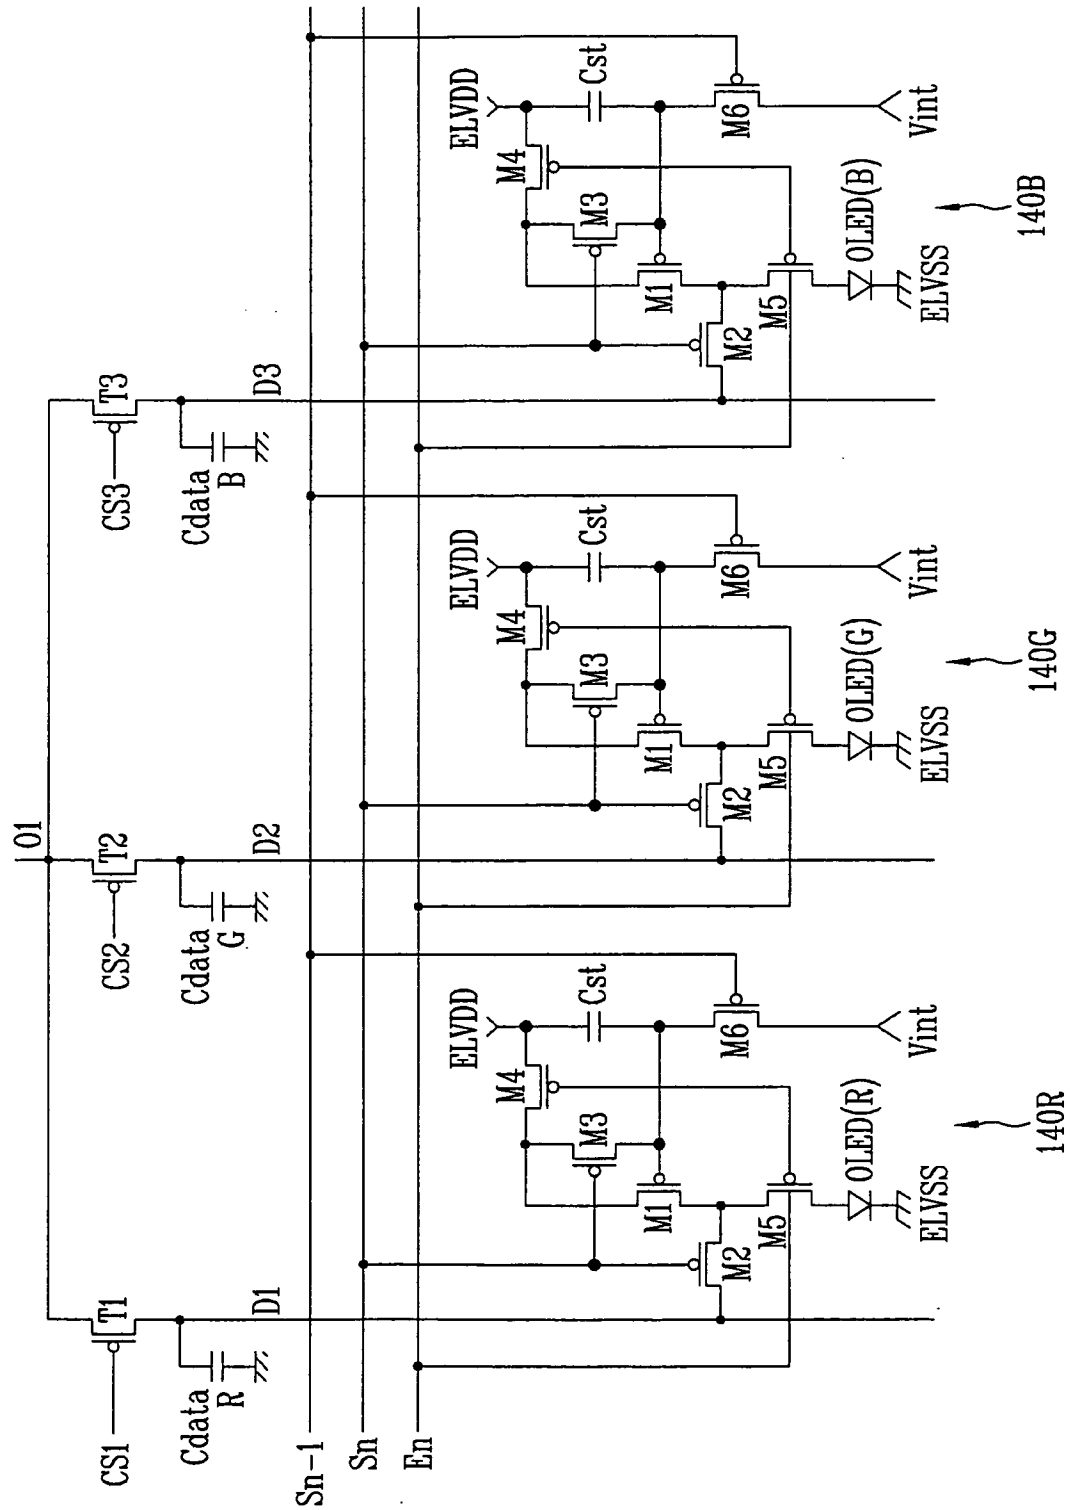 O1
CS1
T1
CS2
T2
CS3
T3
Cdata
R
D1
Cdata
G
D2
Cdata
B
D3
Sn-1
Sn
En
ELVDD
M4
M3
Cst
M1
M2
M6
M5
OLED(R)
ELVSS
Vint
140R
ELVDD
M4
M3
Cst
M1
M2
M6
M5
OLED(G)
ELVSS
Vint
140G
ELVDD
M4
M3
Cst
M1
M2
M6
M5
OLED(B)
ELVSS
Vint
140B